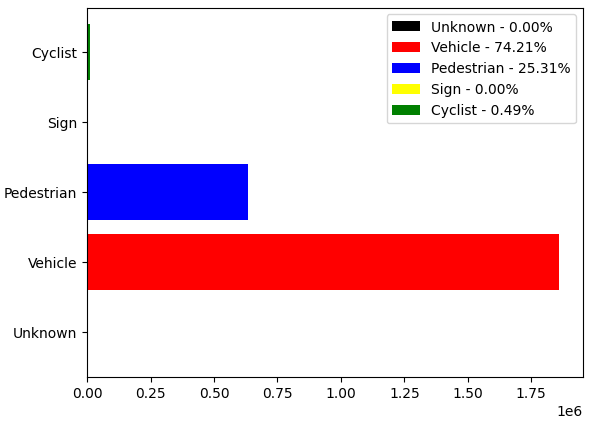 Unknown - 0.00%
Vehicle - 74.21%
Pedestrian - 25.31%
Sign - 0.00%
Cyclist - 0.49%
Cyclist
Sign
Pedestrian
Vehicle
Unknown
0.00 0.25 0.50 0.75 1.00 1.25 1.50 1.75
1e6